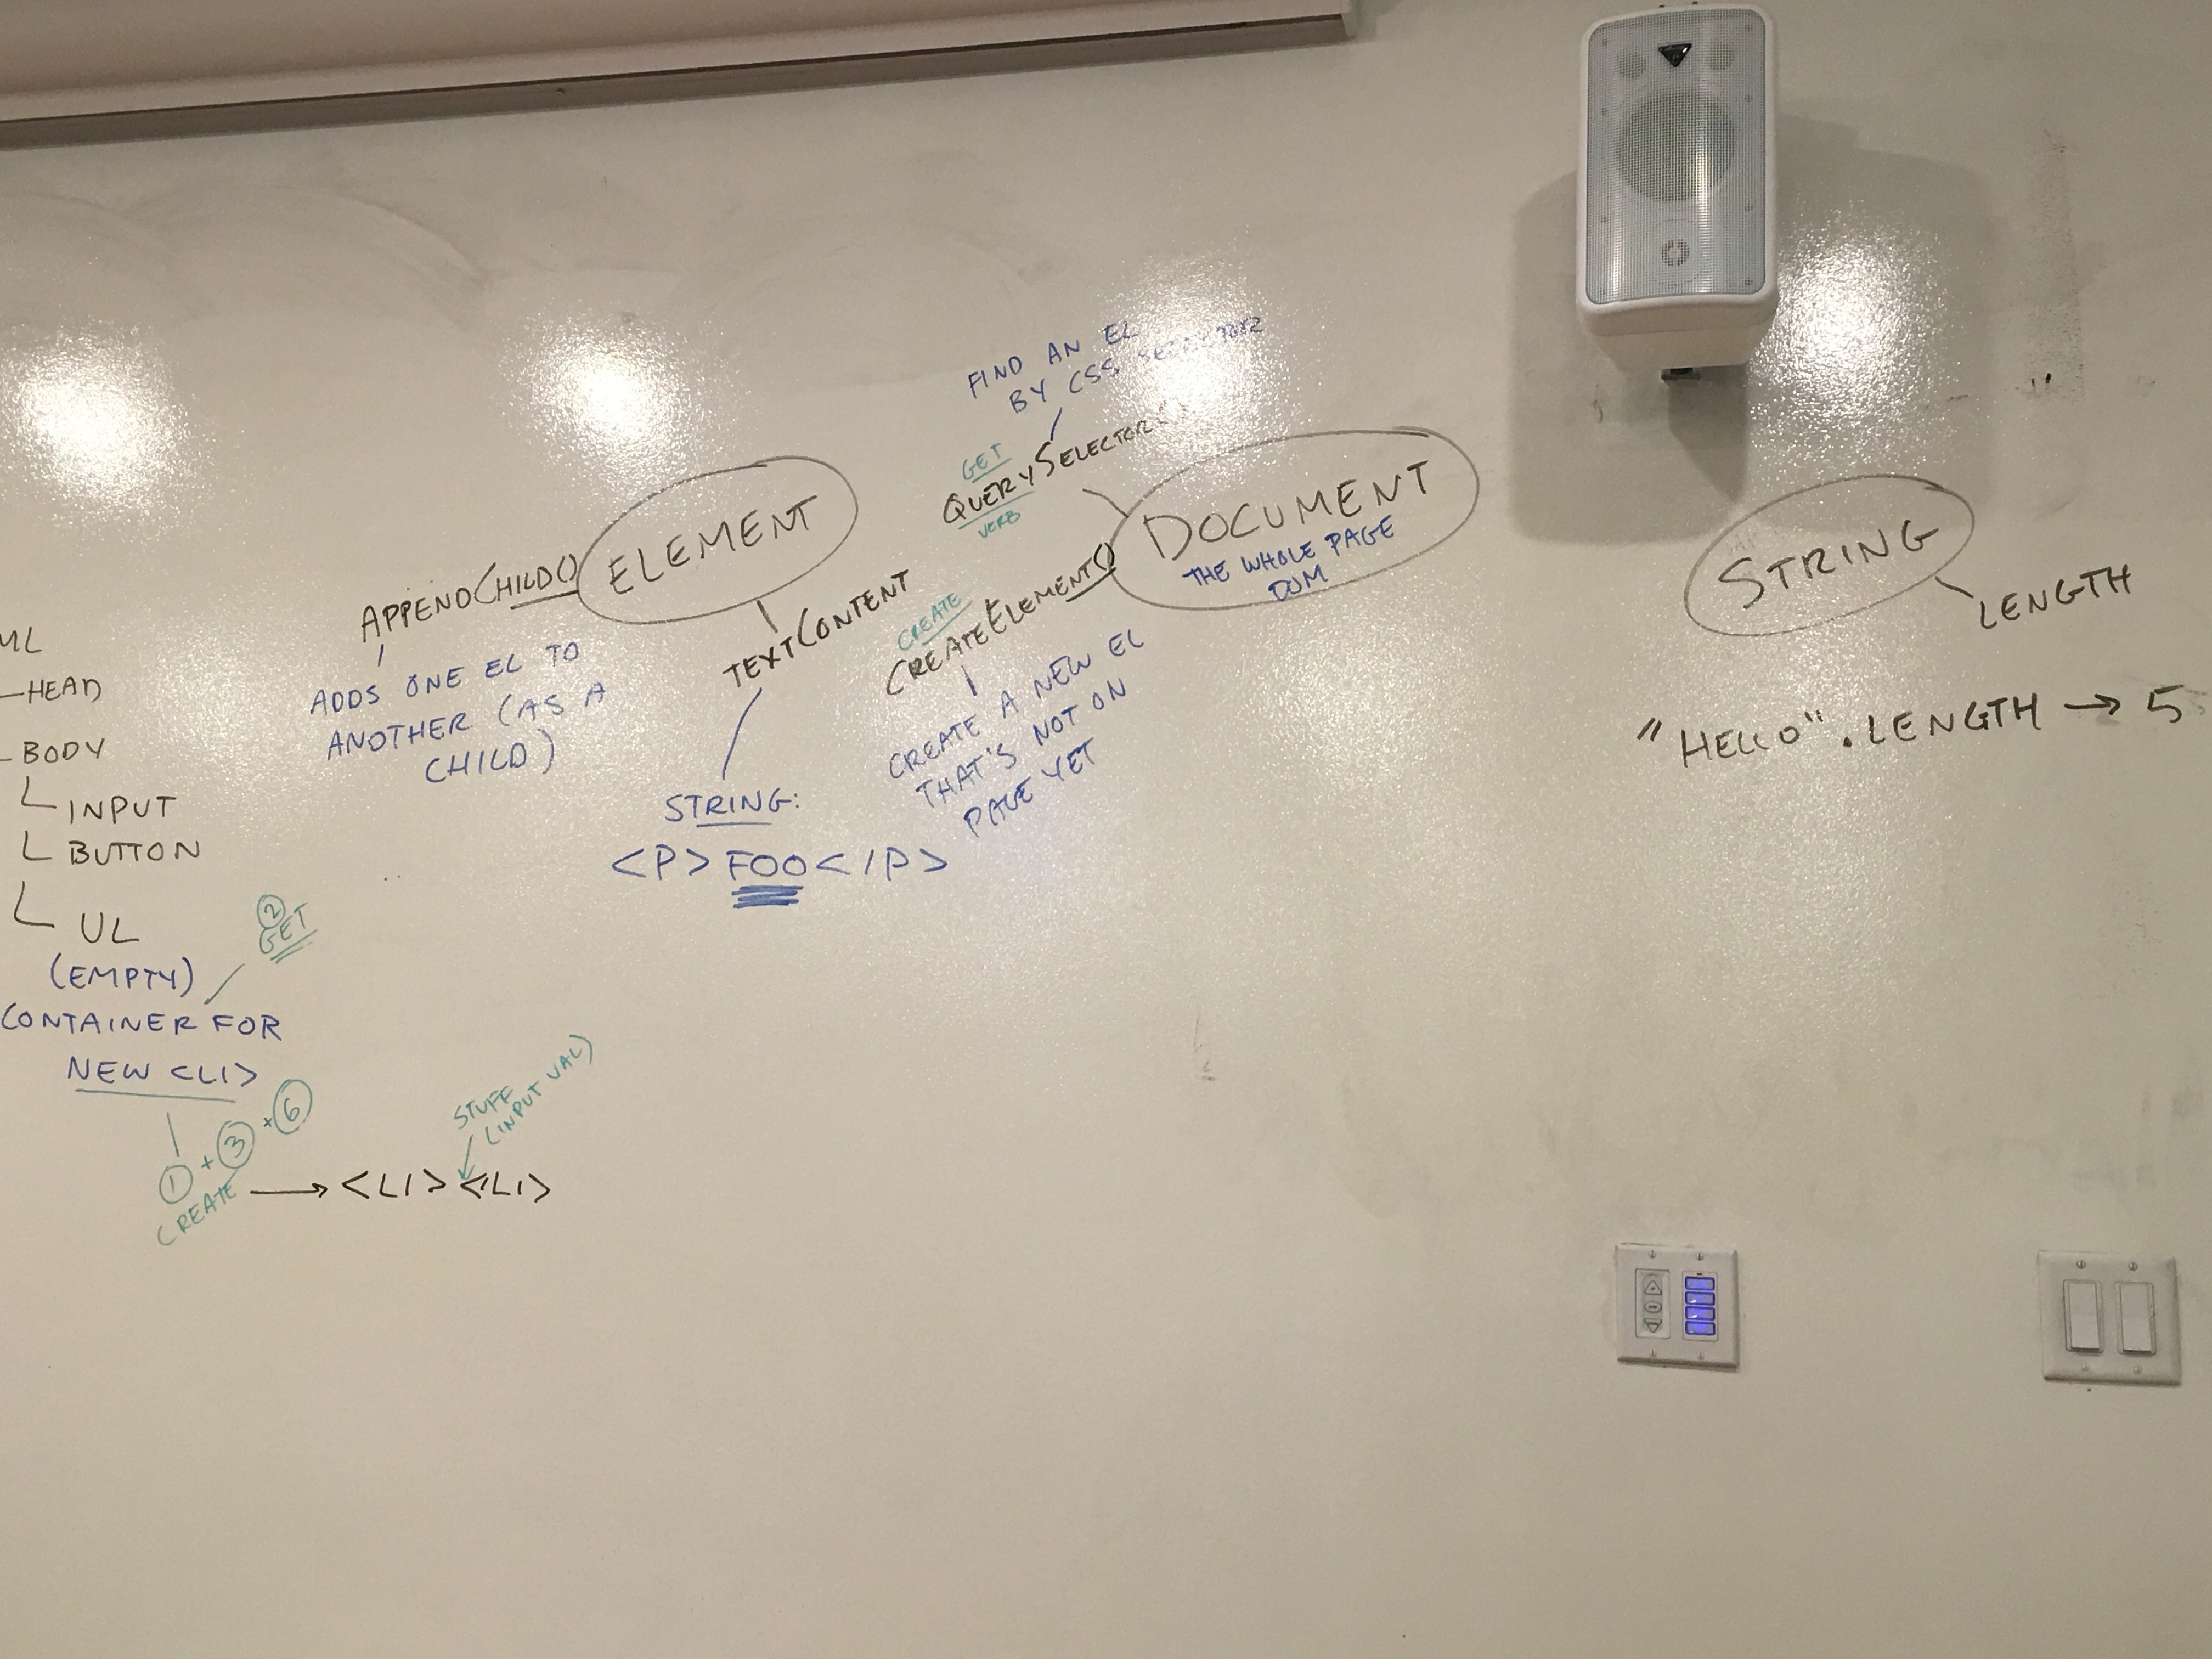 ML
HEAD
BODY
INPUT
BUTTON
UL
(EMPTY)
CONTAINER FOR
NEW <LI>
② GET
① + ③ + ⑥
CREATE
<LI> </LI>
STUFF
(INPUT VAL)
APPENDCHILD()
ADDS ONE EL TO
ANOTHER (AS A
CHILD)
ELEMENT
TEXTCONTENT
STRING:
<P>FOO</P>
FIND AN EL
BY CSS SELECTOR
GET
QUERYSELECTOR()
VERB
DOCUMENT
THE WHOLE PAGE
DOM
CREATE
CREATEELEMENT()
CREATE A NEW EL
THAT'S NOT ON
PAGE YET
STRING
LENGTH
"HELLO".LENGTH → 5